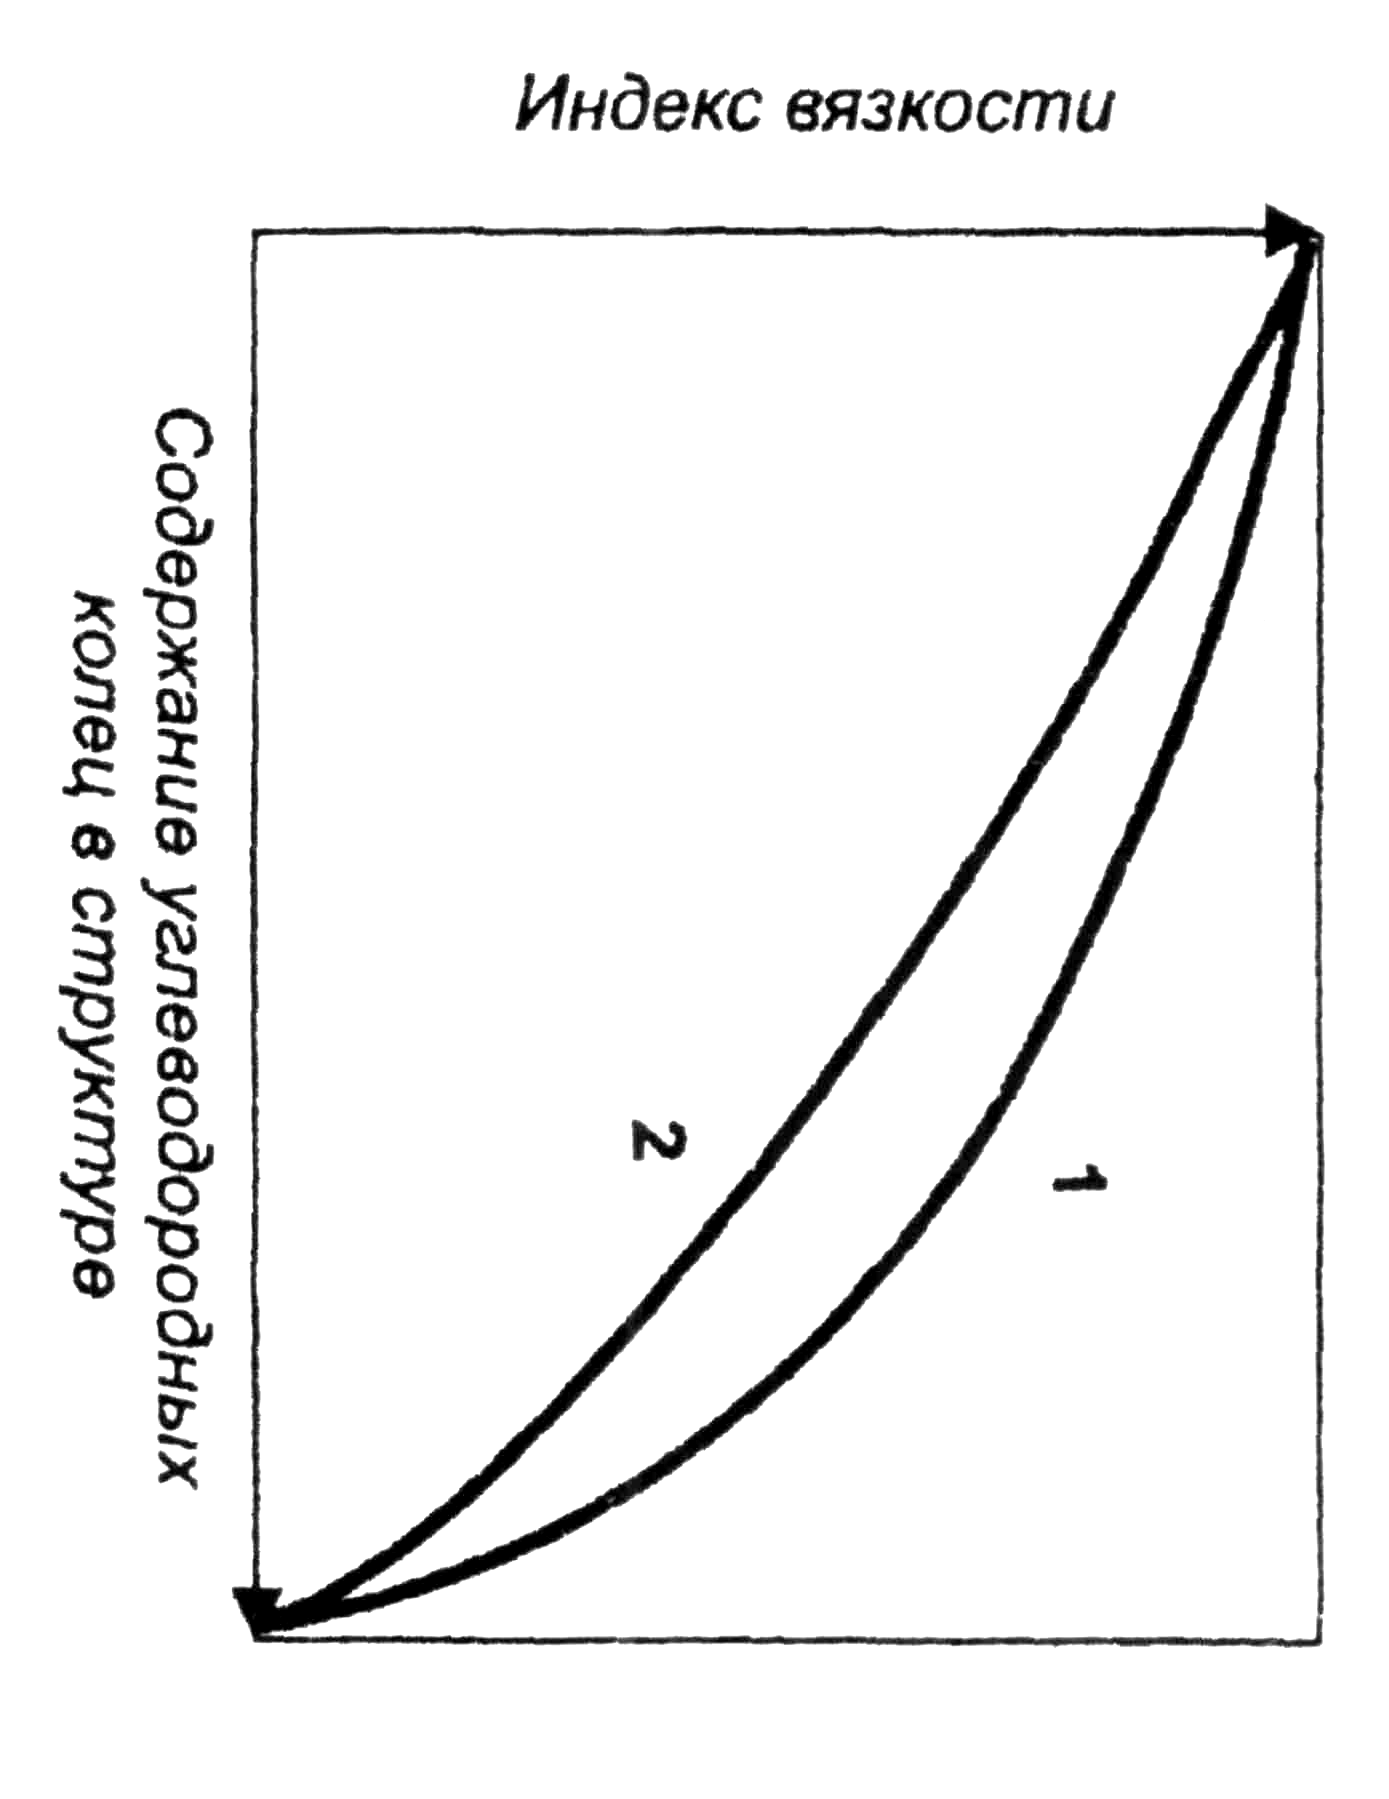 Индекс вязкости
1
2
Содержание углеводородных
колец в структуре